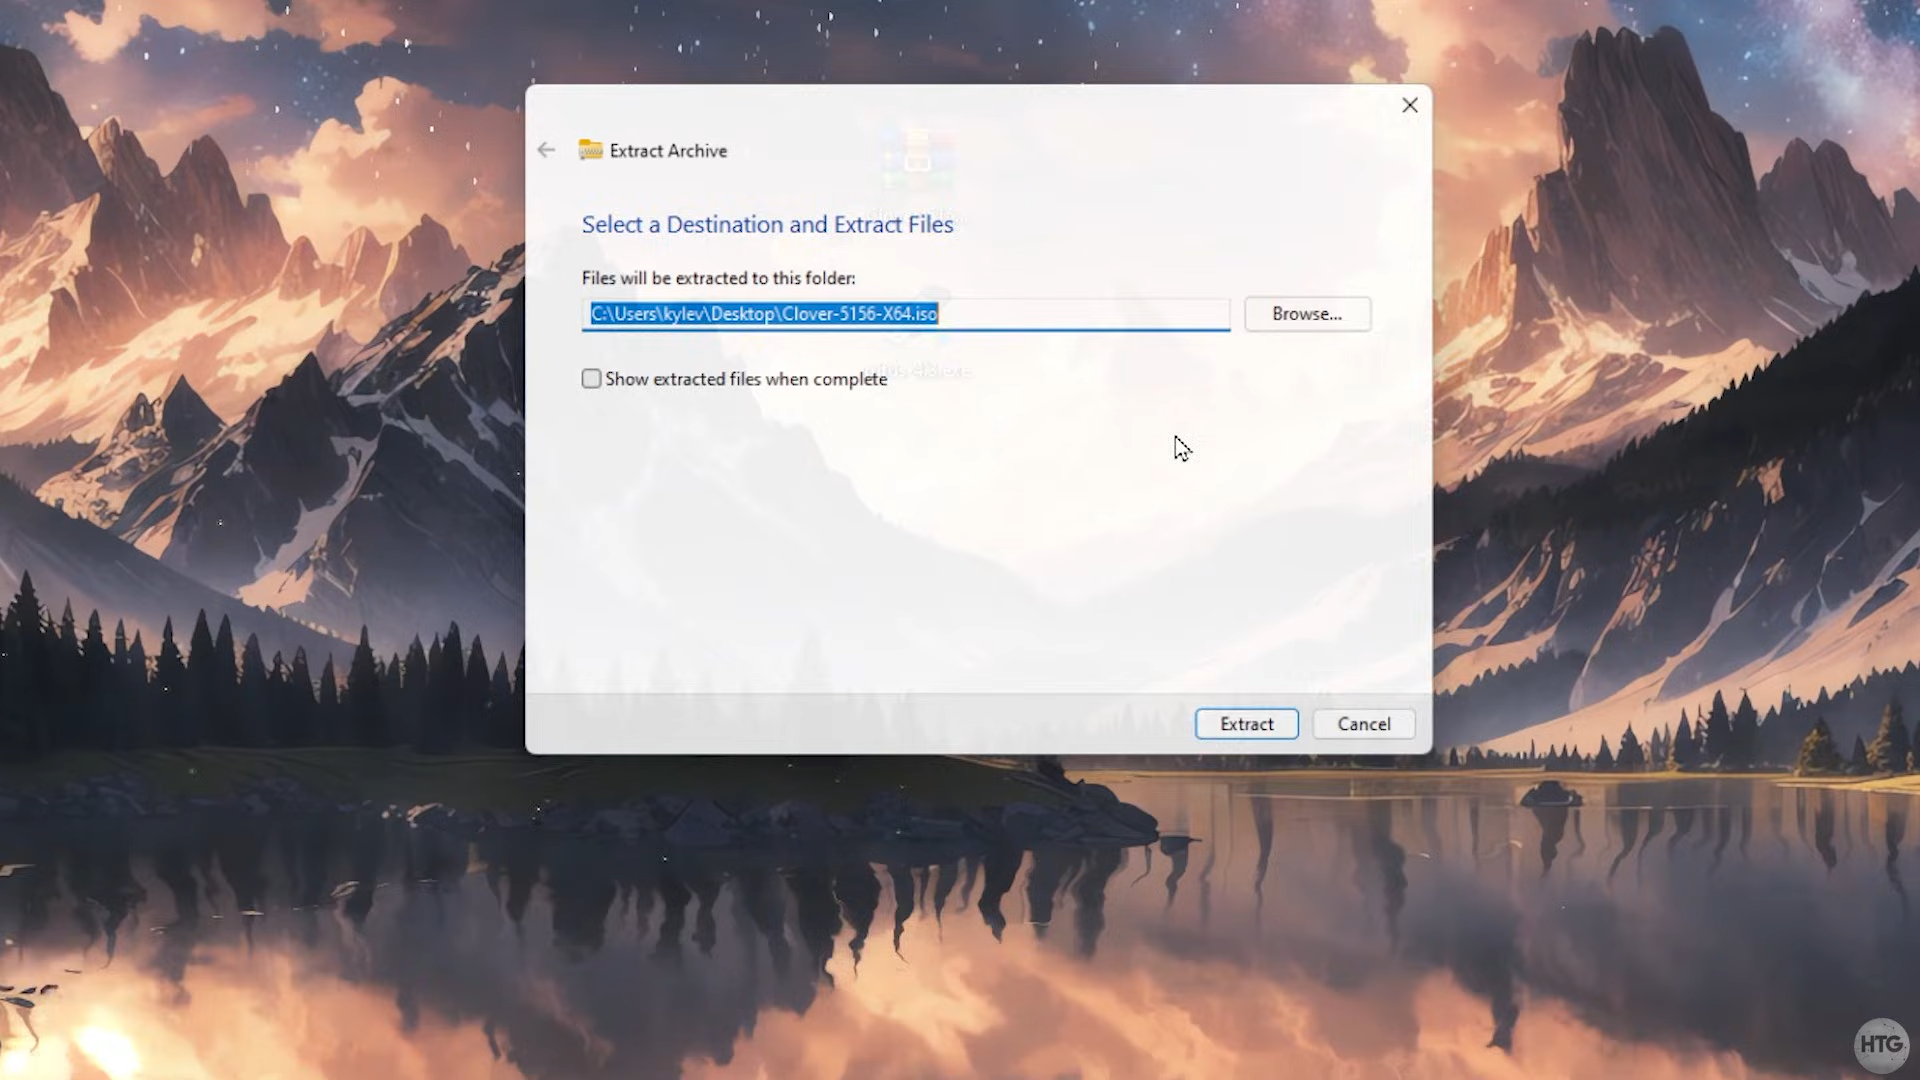 Extract Archive
Select a Destination and Extract Files
Files will be extracted to this folder:
C:\Users\kylev\Desktop\Clover-5156-X64.iso
Browse...
Show extracted files when complete
Extract
Cancel
HTG